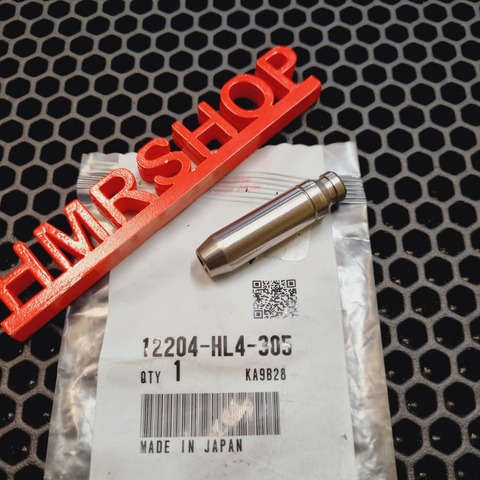 HMRSHOP
12204-HL4-305
QTY 1 KA9B28
MADE IN JAPAN